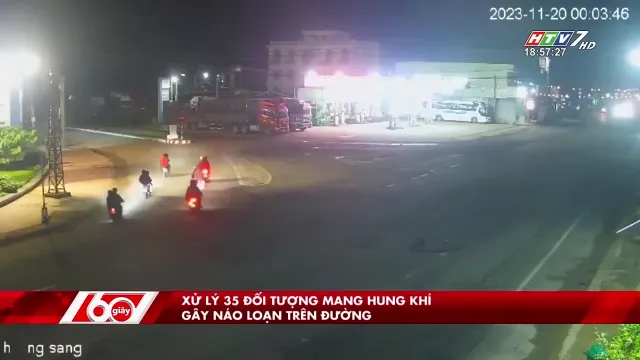 2023-11-20 00:03:46
HTV7 HD
18:57:27
60 giây
XỬ LÝ 35 ĐỐI TƯỢNG MANG HUNG KHÍ
GÂY NÁO LOẠN TRÊN ĐƯỜNG
ng sang